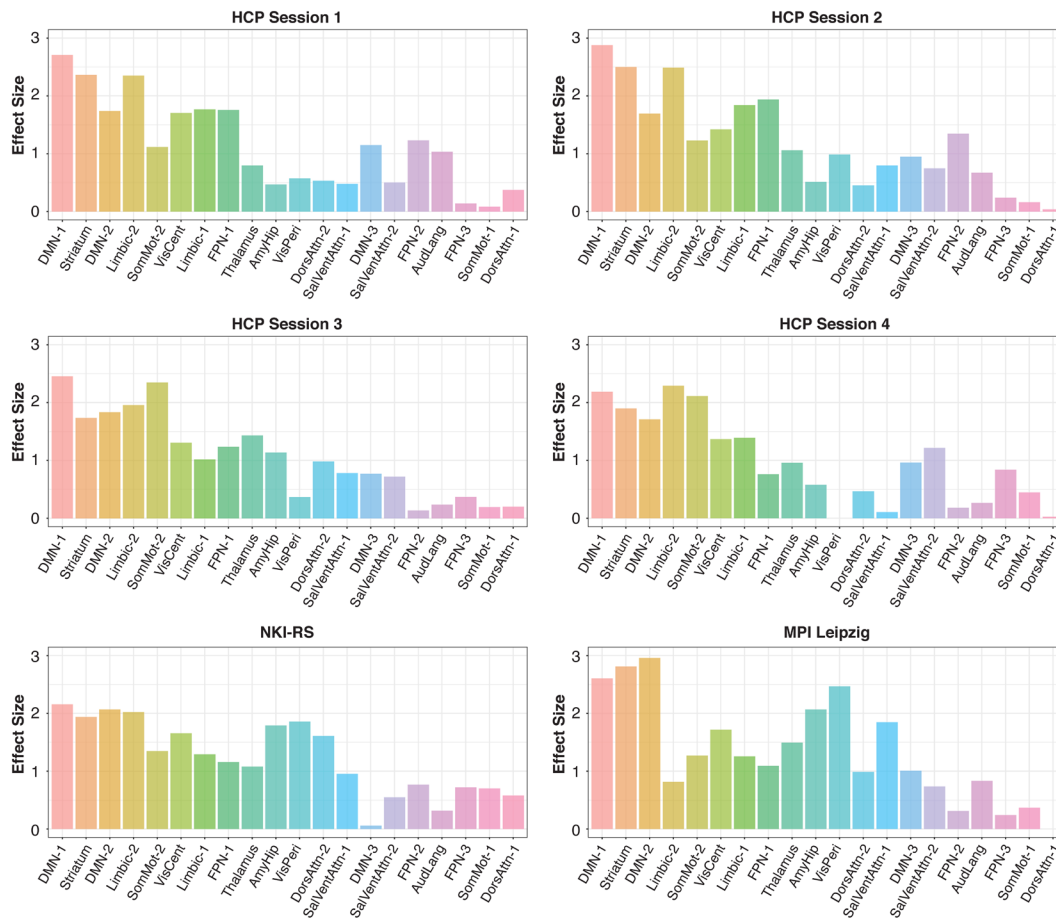 HCP Session 1
Effect Size
3
2
1
0
DMN-1
Striatum
DMN-2
Limbic-2
SomMot-2
VisCent
Limbic-1
FPN-1
Thalamus
AmyHip
VisPeri
DorsAttn-2
SalVentAttn-1
DMN-3
SalVentAttn-2
FPN-2
AudLang
FPN-3
SomMot-1
DorsAttn-1
HCP Session 2
Effect Size
3
2
1
0
DMN-1
Striatum
DMN-2
Limbic-2
SomMot-2
VisCent
Limbic-1
FPN-1
Thalamus
AmyHip
VisPeri
DorsAttn-2
SalVentAttn-1
DMN-3
SalVentAttn-2
FPN-2
AudLang
FPN-3
SomMot-1
DorsAttn-1
HCP Session 3
Effect Size
3
2
1
0
DMN-1
Striatum
DMN-2
Limbic-2
SomMot-2
VisCent
Limbic-1
FPN-1
Thalamus
AmyHip
VisPeri
DorsAttn-2
SalVentAttn-1
DMN-3
SalVentAttn-2
FPN-2
AudLang
FPN-3
SomMot-1
DorsAttn-1
HCP Session 4
Effect Size
3
2
1
0
DMN-1
Striatum
DMN-2
Limbic-2
SomMot-2
VisCent
Limbic-1
FPN-1
Thalamus
AmyHip
VisPeri
DorsAttn-2
SalVentAttn-1
DMN-3
SalVentAttn-2
FPN-2
AudLang
FPN-3
SomMot-1
DorsAttn-1
NKI-RS
Effect Size
3
2
1
0
DMN-1
Striatum
DMN-2
Limbic-2
SomMot-2
VisCent
Limbic-1
FPN-1
Thalamus
AmyHip
VisPeri
DorsAttn-2
SalVentAttn-1
DMN-3
SalVentAttn-2
FPN-2
AudLang
FPN-3
SomMot-1
DorsAttn-1
MPI Leipzig
Effect Size
3
2
1
0
DMN-1
Striatum
DMN-2
Limbic-2
SomMot-2
VisCent
Limbic-1
FPN-1
Thalamus
AmyHip
VisPeri
DorsAttn-2
SalVentAttn-1
DMN-3
SalVentAttn-2
FPN-2
AudLang
FPN-3
SomMot-1
DorsAttn-1